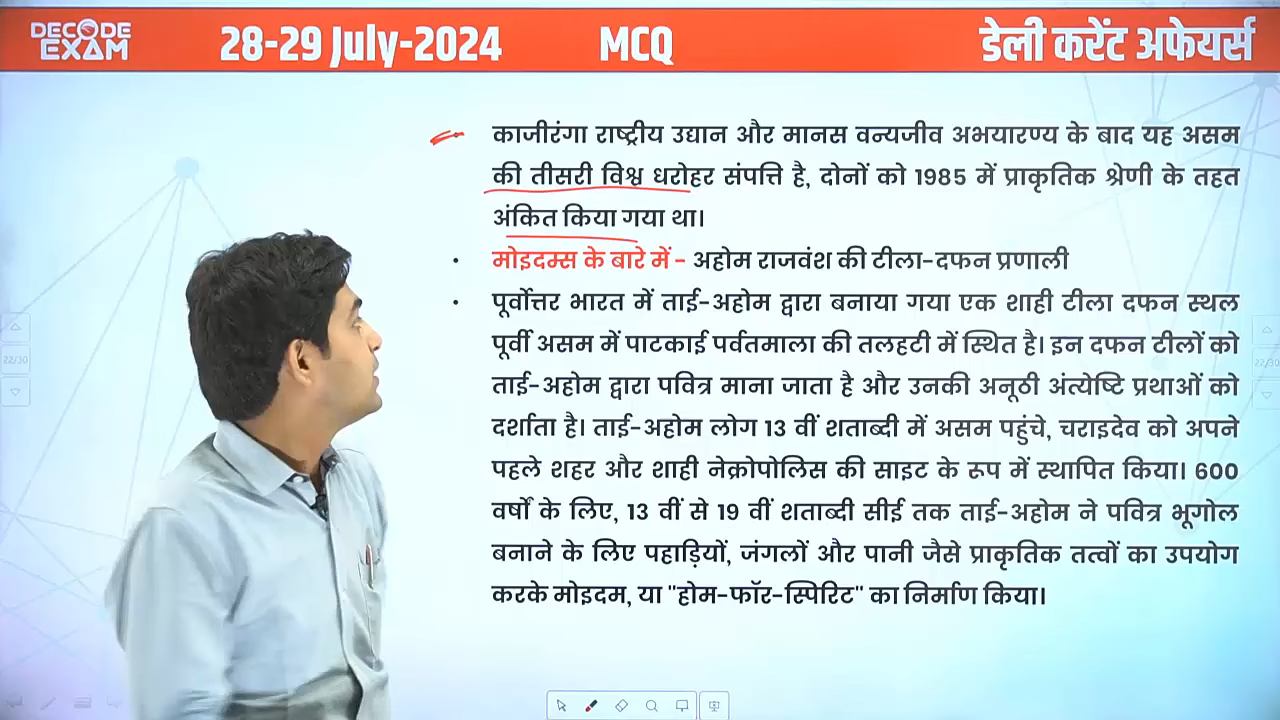 DECODE EXAM
28-29 July-2024 MCQ डेली करेंट अफेयर्स
काजीरंगा राष्ट्रीय उद्यान और मानस वन्यजीव अभयारण्य के बाद यह असम
की तीसरी विश्व धरोहर संपत्ति है, दोनों को 1985 में प्राकृतिक श्रेणी के तहत
अंकित किया गया था।
• मोइदम्स के बारे में - अहोम राजवंश की टीला-दफन प्रणाली
• पूर्वोत्तर भारत में ताई-अहोम द्वारा बनाया गया एक शाही टीला दफन स्थल
पूर्वी असम में पाटकाई पर्वतमाला की तलहटी में स्थित है। इन दफन टीलों को
ताई-अहोम द्वारा पवित्र माना जाता है और उनकी अनूठी अंत्येष्टि प्रथाओं को
दर्शाता है। ताई-अहोम लोग 13 वीं शताब्दी में असम पहुंचे, चराइदेव को अपने
पहले शहर और शाही नेक्रोपोलिस की साइट के रूप में स्थापित किया। 600
वर्षों के लिए, 13 वीं से 19 वीं शताब्दी सीई तक ताई-अहोम ने पवित्र भूगोल
बनाने के लिए पहाड़ियों, जंगलों और पानी जैसे प्राकृतिक तत्वों का उपयोग
करके मोइदम, या "होम-फॉर-स्पिरिट" का निर्माण किया।
22/30
22/30